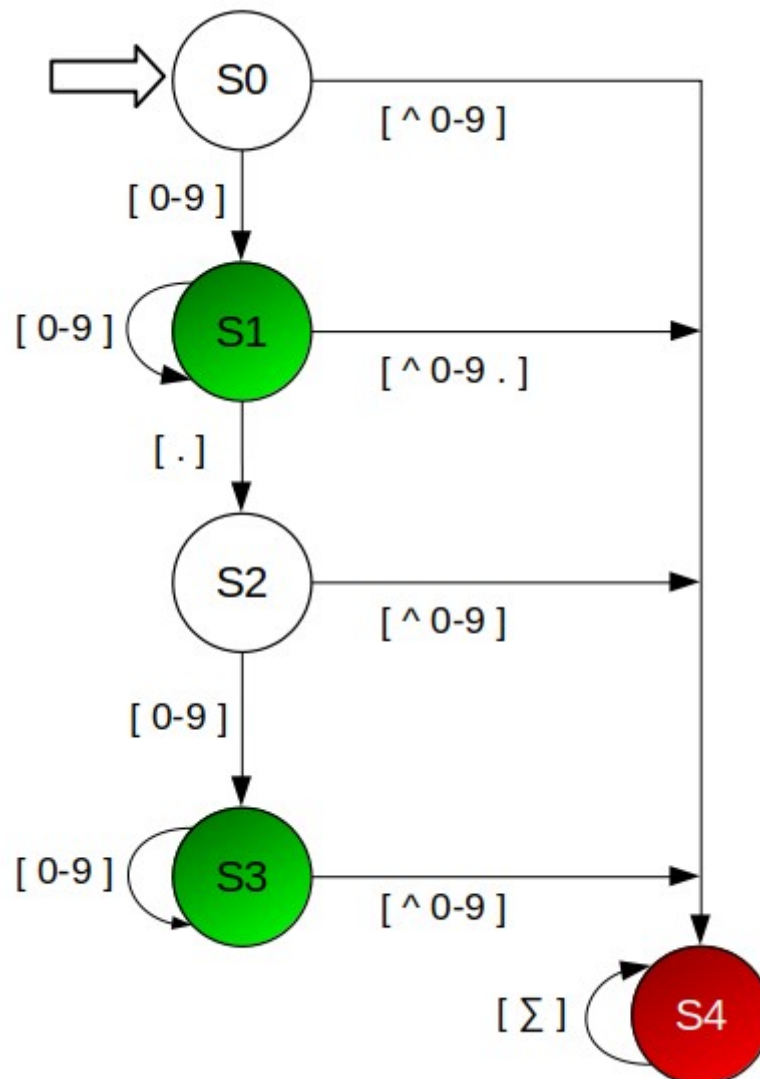 S0
[ ^ 0-9 ]
[ 0-9 ]
[ 0-9 ]
S1
[ ^ 0-9 . ]
[ . ]
S2
[ ^ 0-9 ]
[ 0-9 ]
[ 0-9 ]
S3
[ ^ 0-9 ]
[ ∑ ]
S4